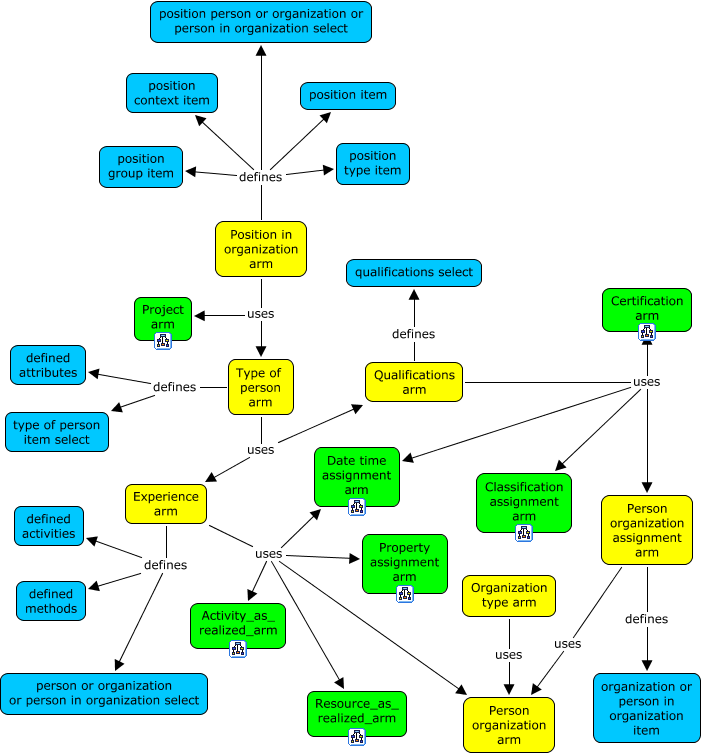 position person or organization or
person in organization select
position
context item
position item
position
group item
position
type item
defines
Position in
organization
arm
qualifications select
Project
arm
uses
Certification
arm
defines
defined
attributes
defines
Type of
person
arm
Qualifications
arm
uses
type of person
item select
uses
Date time
assignment
arm
Classification
assignment
arm
Experience
arm
Person
organization
assignment
arm
defined
activities
defines
uses
Property
assignment
arm
defined
methods
Organization
type arm
Activity_as_
realized_arm
defines
uses
uses
person or organization
or person in organization select
Resource_as_
realized_arm
Person
organization
arm
organization or
person in
organization
item